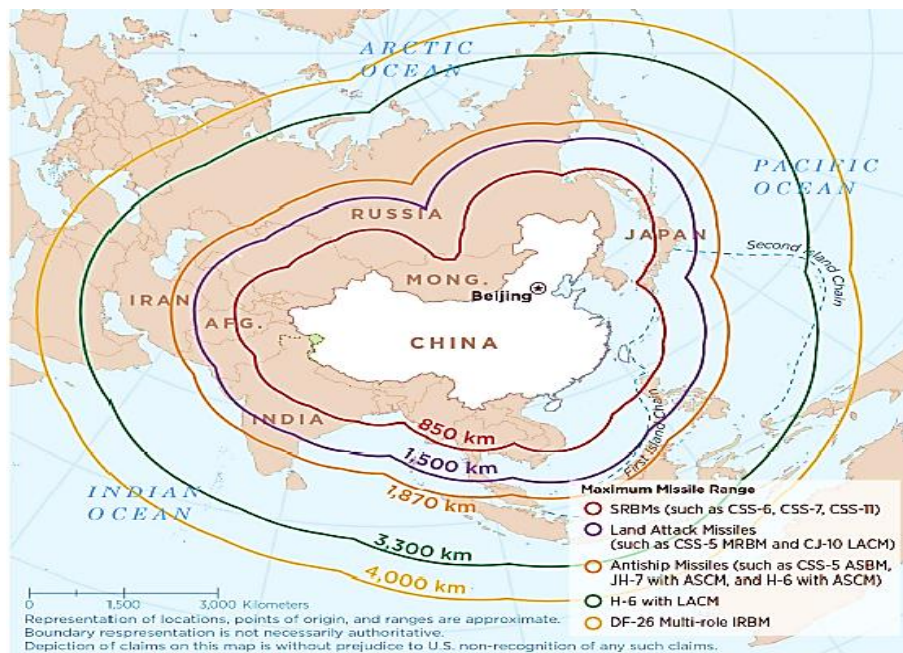 ARCTIC
OCEAN
PACIFIC
OCEAN
RUSSIA
JAPAN
Second Island Chain
MONG.
Beijing
IRAN
AFG.
CHINA
INDIA
First Island Chain
850 km
1,500 km
1,870 km
INDIAN
OCEAN
3,300 km
4,000 km
Maximum Missile Range
SRBMs (such as CSS-6, CSS-7, CSS-11)
Land Attack Missiles
(such as CSS-5 MRBM and CJ-10 LACM)
Antiship Missiles (such as CSS-5 ASBM,
JH-7 with ASCM, and H-6 with ASCM)
H-6 with LACM
DF-26 Multi-role IRBM
0 1,500 3,000 Kilometers
Representation of locations, points of origin, and ranges are approximate.
Boundary respresentation is not necessarily authoritative.
Depiction of claims on this map is without prejudice to U.S. non-recognition of any such claims.